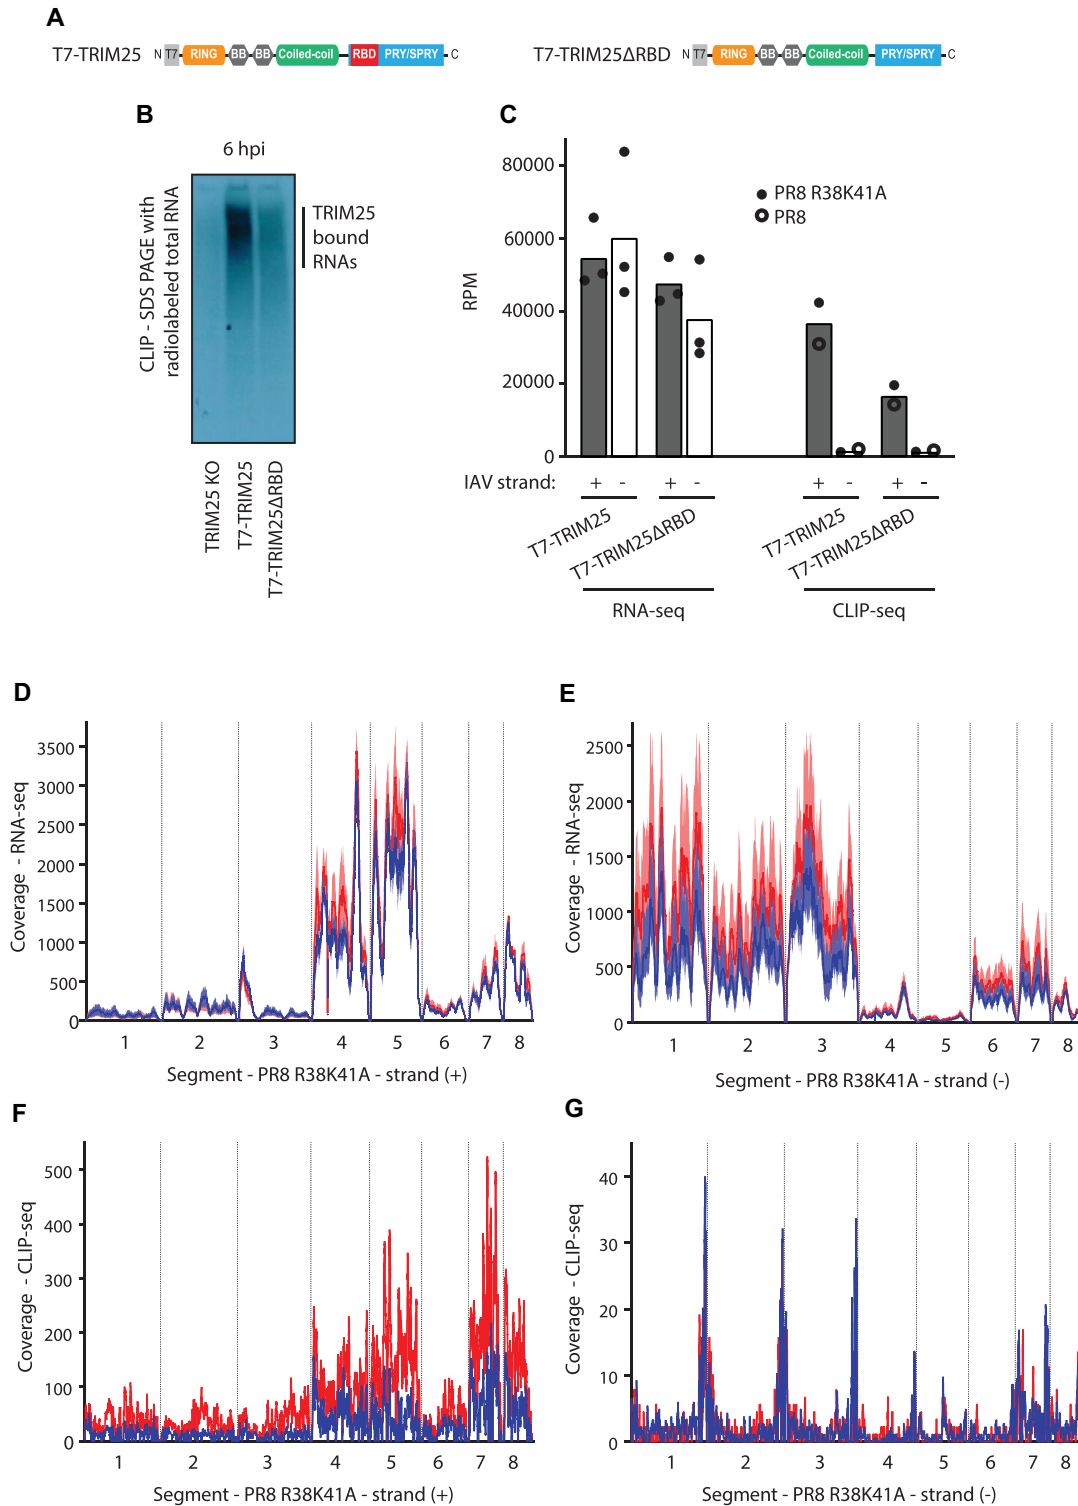 A
T7-TRIM25 N T7 RING BB BB Coiled-coil RBD PRY/SPRY C
T7-TRIM25ΔRBD N T7 RING BB BB Coiled-coil PRY/SPRY C
B
6 hpi
CLIP - SDS PAGE with
radiolabeled total RNA
TRIM25
bound
RNAs
TRIM25 KO
T7-TRIM25
T7-TRIM25ΔRBD
C
RPM
80000
60000
40000
20000
0
PR8 R38K41A
PR8
IAV strand: + - + - + - + -
T7-TRIM25
T7-TRIM25ΔRBD
T7-TRIM25
T7-TRIM25ΔRBD
RNA-seq
CLIP-seq
D
Coverage - RNA-seq
3500
3000
2500
2000
1500
1000
500
0
1 2 3 4 5 6 7 8
Segment - PR8 R38K41A - strand (+)
E
Coverage - RNA-seq
2500
2000
1500
1000
500
0
1 2 3 4 5 6 7 8
Segment - PR8 R38K41A - strand (-)
F
Coverage - CLIP-seq
500
400
300
200
100
0
1 2 3 4 5 6 7 8
Segment - PR8 R38K41A - strand (+)
G
Coverage - CLIP-seq
40
30
20
10
0
1 2 3 4 5 6 7 8
Segment - PR8 R38K41A - strand (-)